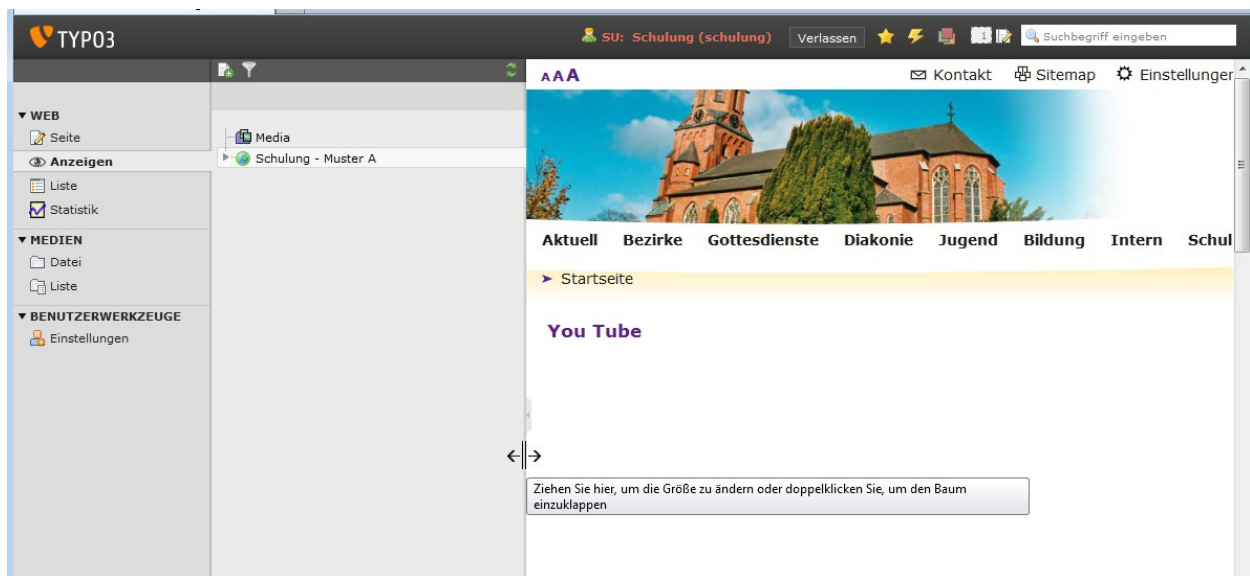 TYPO3
SU: Schulung (schulung)
Verlassen
1
Suchbegriff eingeben
WEB
Seite
Anzeigen
Liste
Statistik
MEDIEN
Datei
Liste
BENUTZERWERKZEUGE
Einstellungen
Media
Schulung - Muster A
A A A
Kontakt Sitemap Einstellungen
Aktuell Bezirke Gottesdienste Diakonie Jugend Bildung Intern Schul
Startseite
You Tube
Ziehen Sie hier, um die Größe zu ändern oder doppelklicken Sie, um den Baum
einzuklappen